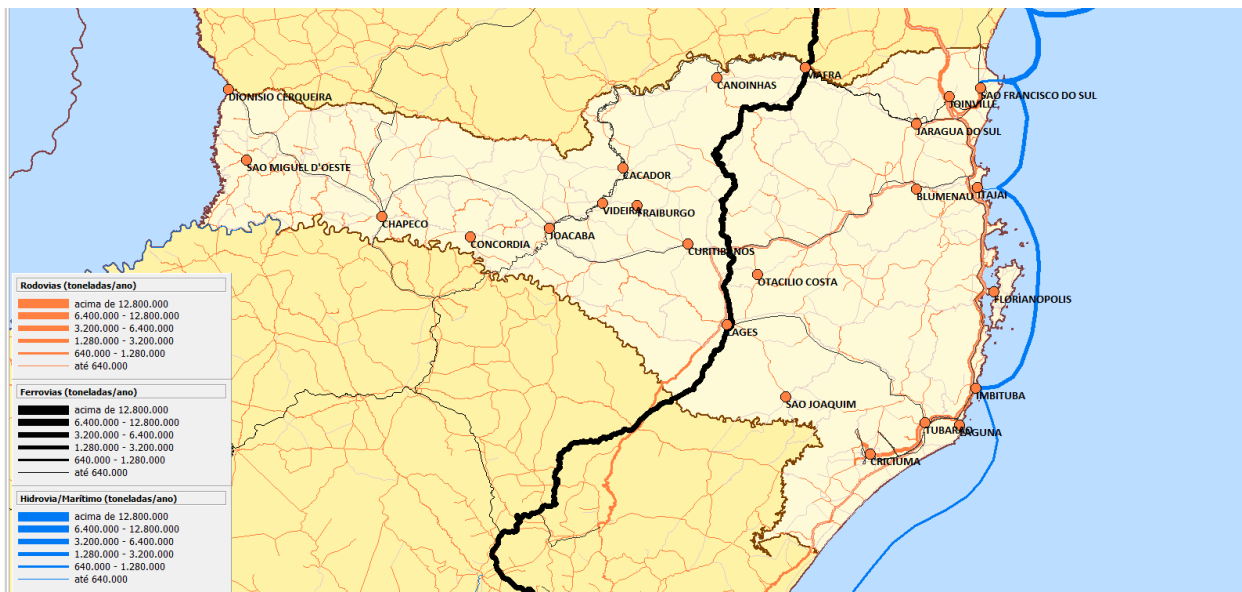 MAFRA
CANOINHAS
DIONISIO CERQUEIRA
SAO FRANCISCO DO SUL
JOINVILLE
JARAGUA DO SUL
SAO MIGUEL D'OESTE
CACADOR
BLUMENAU
ITAJAI
VIDEIRA
FRAIBURGO
CHAPECO
JOACABA
CONCORDIA
CURITIBANOS
OTACILIO COSTA
FLORIANOPOLIS
LAGES
IMBITUBA
SAO JOAQUIM
TUBARAO
LAGUNA
CRICIUMA
Rodovias (toneladas/ano)
acima de 12.800.000
6.400.000 - 12.800.000
3.200.000 - 6.400.000
1.280.000 - 3.200.000
640.000 - 1.280.000
até 640.000
Ferrovias (toneladas/ano)
acima de 12.800.000
6.400.000 - 12.800.000
3.200.000 - 6.400.000
1.280.000 - 3.200.000
640.000 - 1.280.000
até 640.000
Hidrovia/Marítimo (toneladas/ano)
acima de 12.800.000
6.400.000 - 12.800.000
3.200.000 - 6.400.000
1.280.000 - 3.200.000
640.000 - 1.280.000
até 640.000